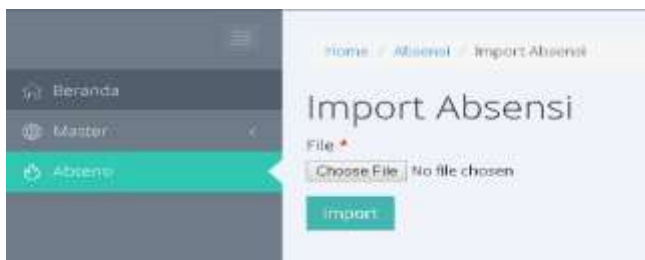 Home / Absensi / Import Absensi
Beranda
Master
Absensi
Import Absensi
File *
Choose File No file chosen
Import